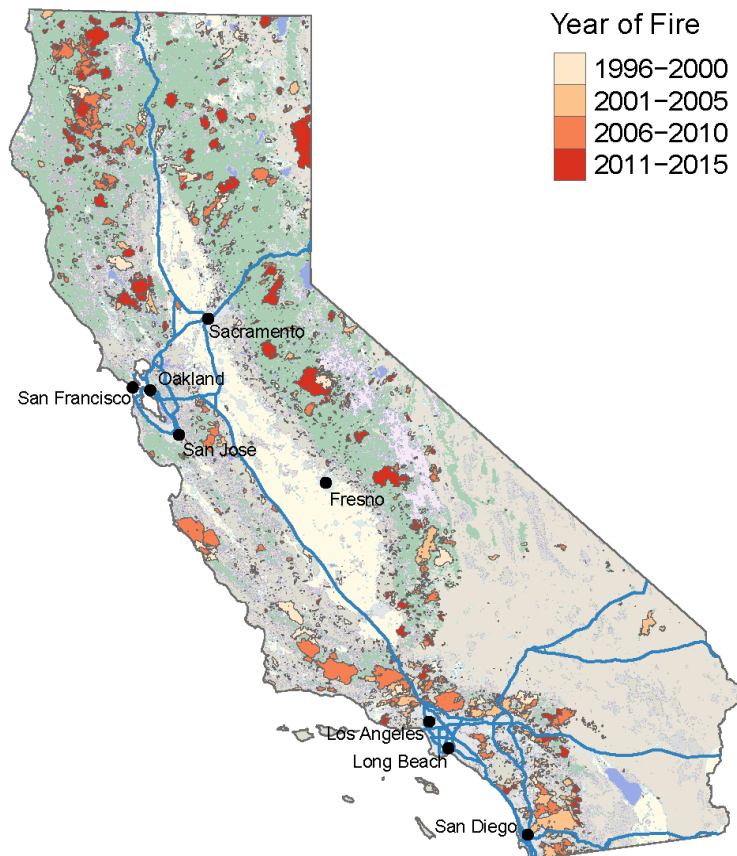 Year of Fire
1996−2000
2001−2005
2006−2010
2011−2015
Sacramento
Oakland
San Francisco
San Jose
Fresno
Los Angeles
Long Beach
San Diego